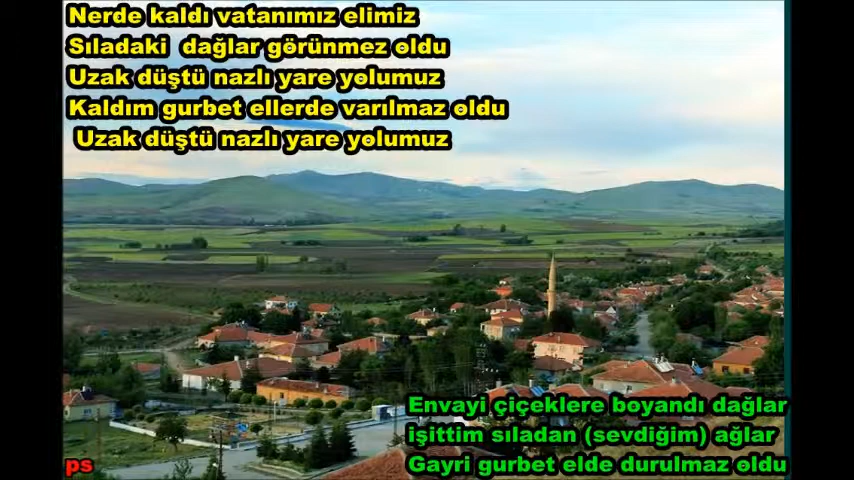 Nerde kaldı vatanımız elimiz
Sıladaki dağlar görünmez oldu
Uzak düştü nazlı yare yolumuz
Kaldım gurbet ellerde varılmaz oldu
Uzak düştü nazlı yare yolumuz
Envayi çiçeklere boyandı dağlar
işittim sıladan (sevdiğim) ağlar
Gayri gurbet elde durulmaz oldu
ps